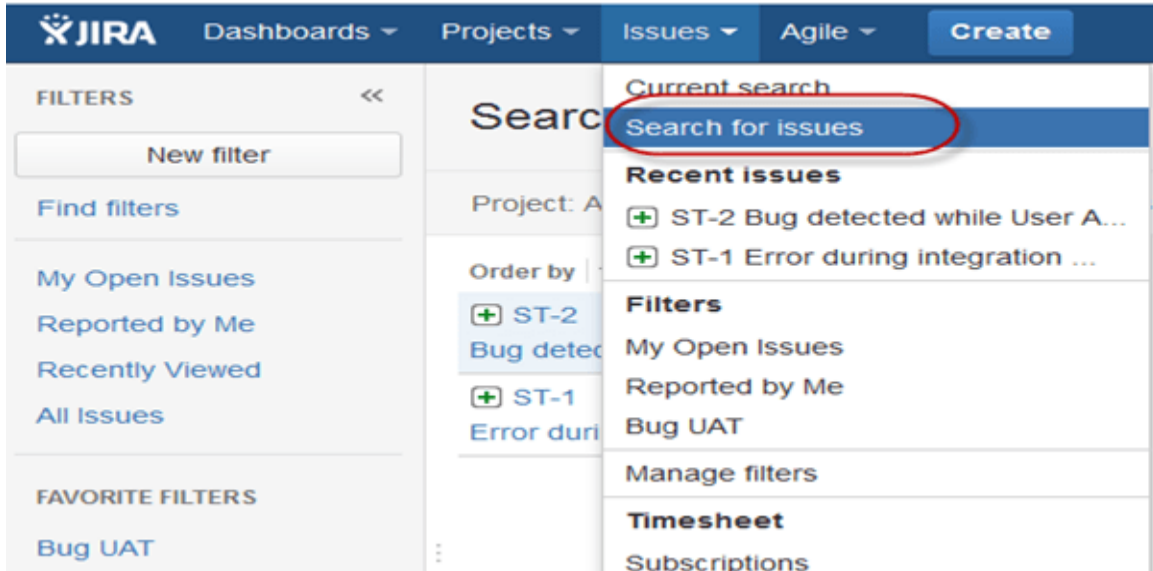 JIRA Dashboards Projects Issues Agile Create
FILTERS <<
New filter
Find filters
My Open Issues
Reported by Me
Recently Viewed
All Issues
FAVORITE FILTERS
Bug UAT
Searc
Project: A
Order by
ST-2
Bug detec
ST-1
Error duri
Current search
Search for issues
Recent issues
ST-2 Bug detected while User A...
ST-1 Error during integration ...
Filters
My Open Issues
Reported by Me
Bug UAT
Manage filters
Timesheet
Subscriptions